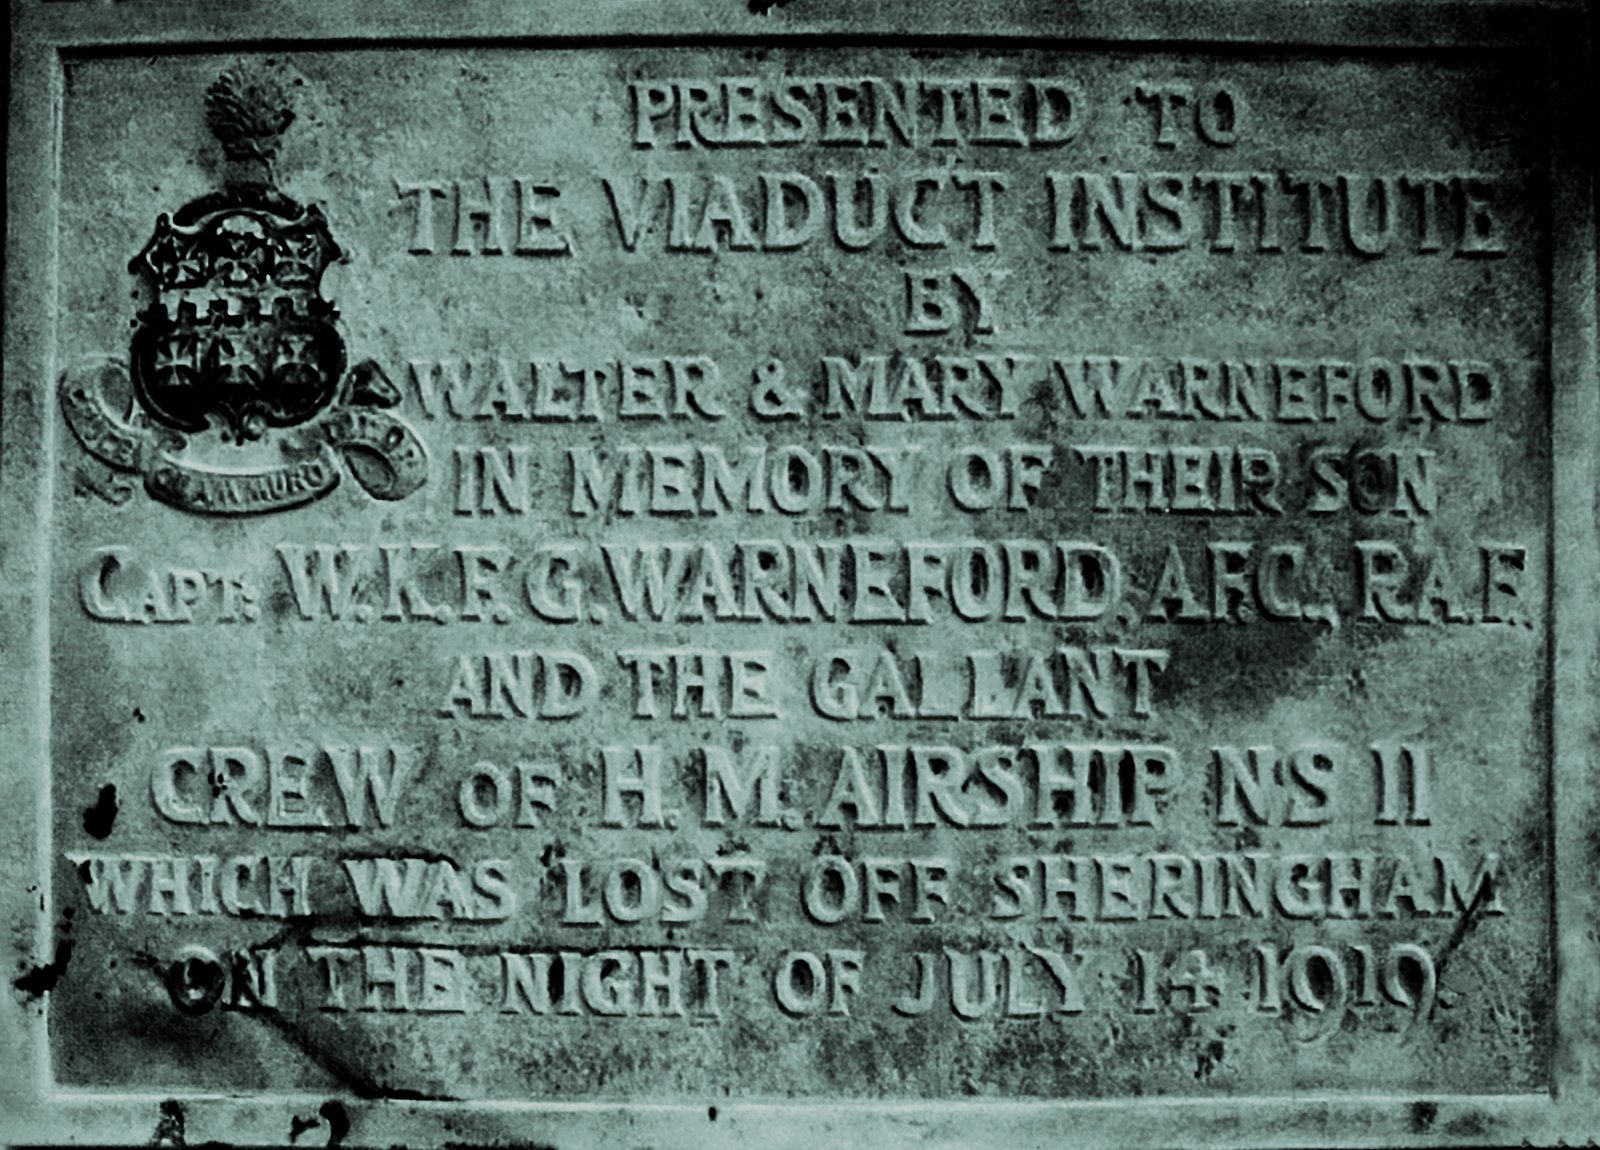 PRESENTED TO
THE VIADUCT INSTITUTE
BY
WALTER & MARY WARNEFORD
IN MEMORY OF THEIR SON
CAPT: W.K.F.G. WARNEFORD, A.F.C., R.A.F.
AND THE GALLANT
CREW OF H.M. AIRSHIP N.S 11
WHICH WAS LOST OFF SHERINGHAM
ON THE NIGHT OF JULY 14 1919.
MURO